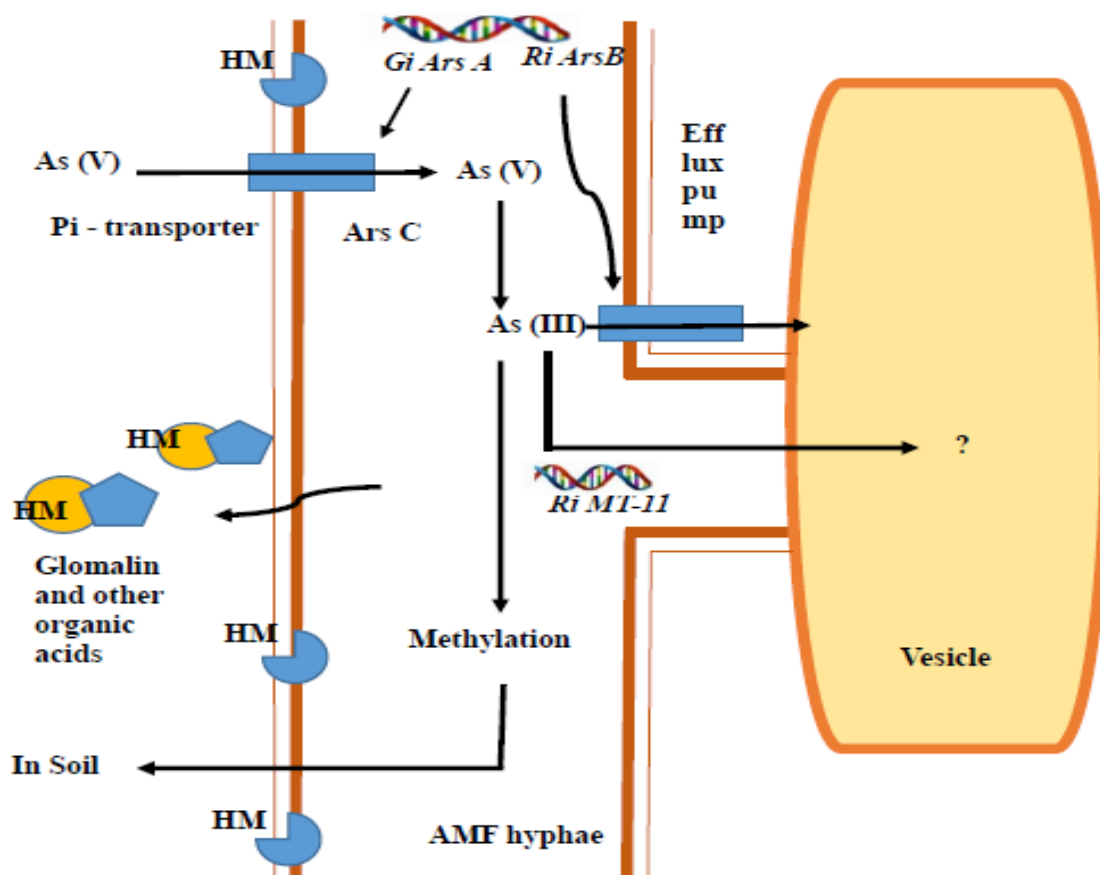 HM
Gi Ars A
Ri ArsB
Eff
lux
pu
mp
As (V)
As (V)
Pi - transporter
Ars C
As (III)
HM
?
Ri MT-11
HM
Glomalin
and other
organic
acids
HM
Methylation
Vesicle
In Soil
HM
AMF hyphae